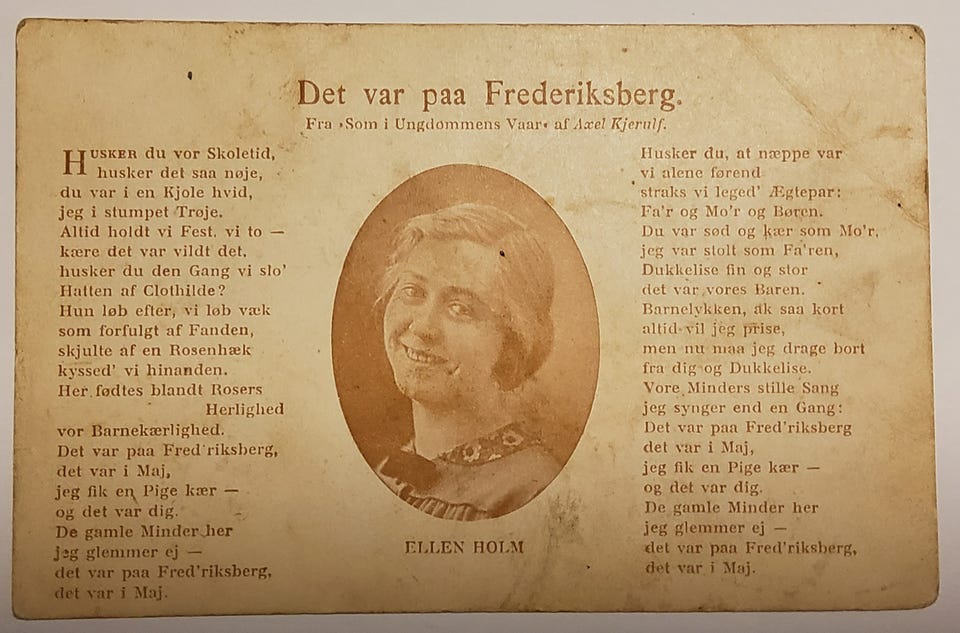 Det var paa Frederiksberg.
Fra »Som i Ungdommens Vaar« af Axel Kjerulf.
HUSKER du vor Skoletid,
husker det saa nøje,
du var i en Kjole hvid,
jeg i stumpet Trøje.
Altid holdt vi Fest, vi to —
kære det var vildt det,
husker du den Gang vi slo'
Hatten af Clothilde?
Hun løb efter, vi løb væk
som forfulgt af Fanden,
skjulte af en Rosenhæk
kyssed' vi hinanden.
Her fødtes blandt Rosers
Herlighed
vor Barnekærlighed.
Det var paa Fred'riksberg,
det var i Maj,
jeg fik en Pige kær —
og det var dig.
De gamle Minder her
jeg glemmer ej —
det var paa Fred'riksberg,
det var i Maj.
ELLEN HOLM
Husker du, at næppe var
vi alene førend
straks vi leged' Ægtepar:
Fa'r og Mo'r og Børen.
Du var sød og kær som Mo'r,
jeg var stolt som Fa'ren,
Dukkelise fin og stor
det var vores Baren.
Barnelykken, ak saa kort
altid vil jeg prise,
men nu maa jeg drage bort
fra dig og Dukkelise.
Vore Minders stille Sang
jeg synger end en Gang:
Det var paa Fred'riksberg
det var i Maj,
jeg fik en Pige kær —
og det var dig.
De gamle Minder her
jeg glemmer ej —
det var paa Fred'riksberg,
det var i Maj.